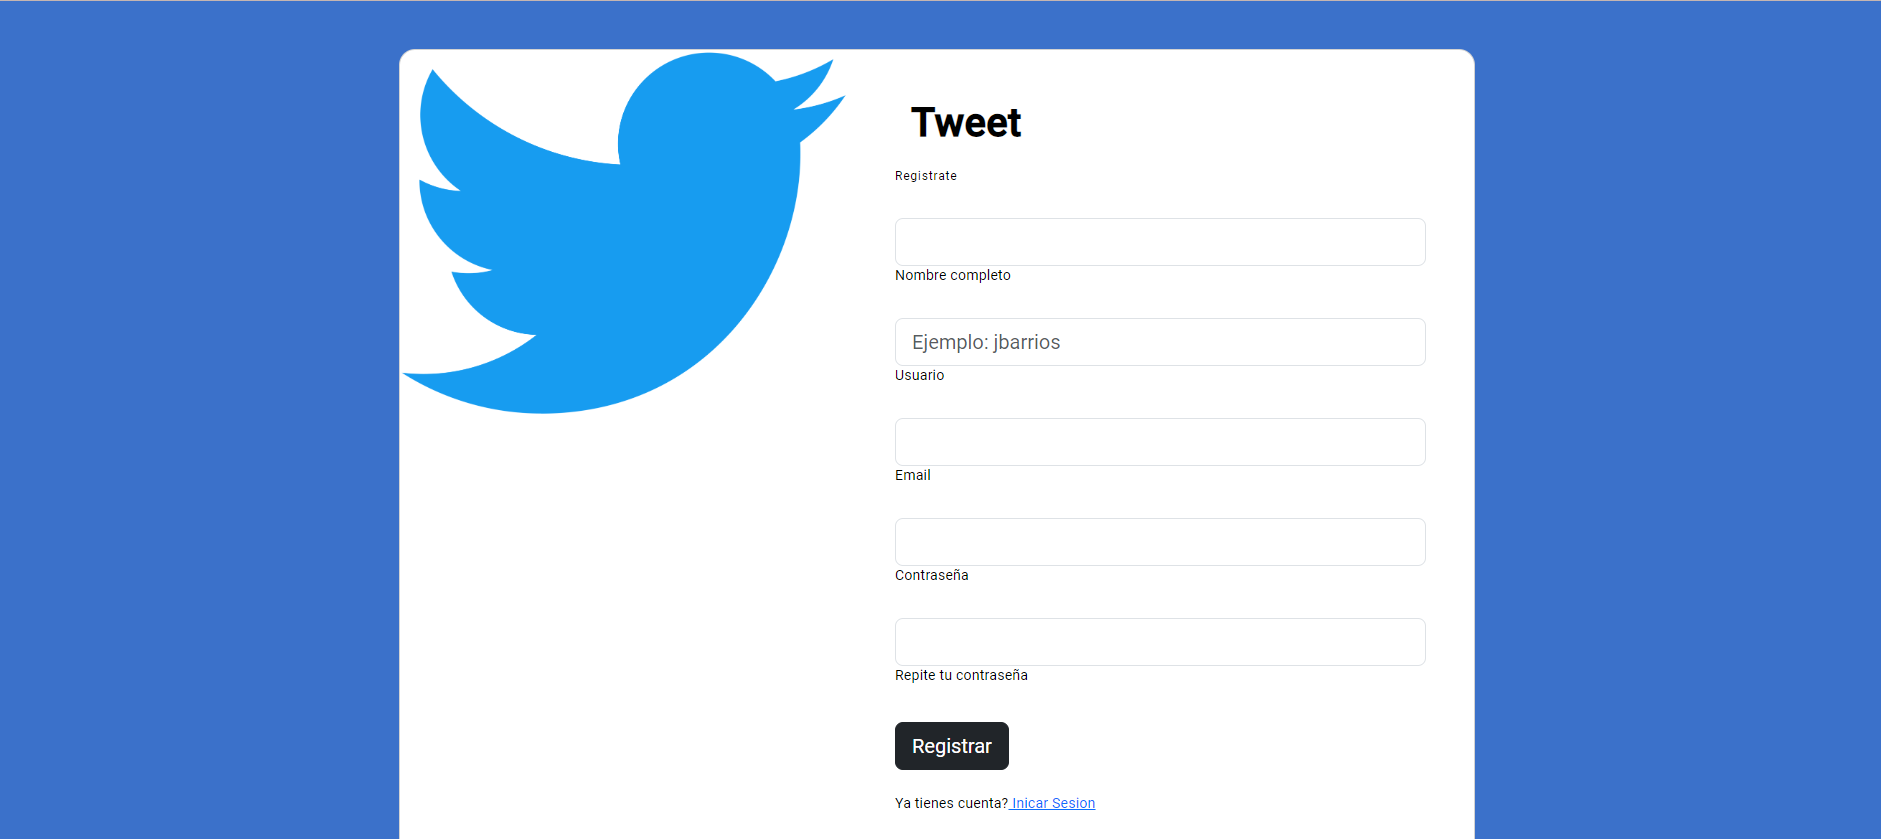 Tweet
Registrate
Nombre completo
Ejemplo: jbarrios
Usuario
Email
Contraseña
Repite tu contraseña
Registrar
Ya tienes cuenta? Inicar Sesion